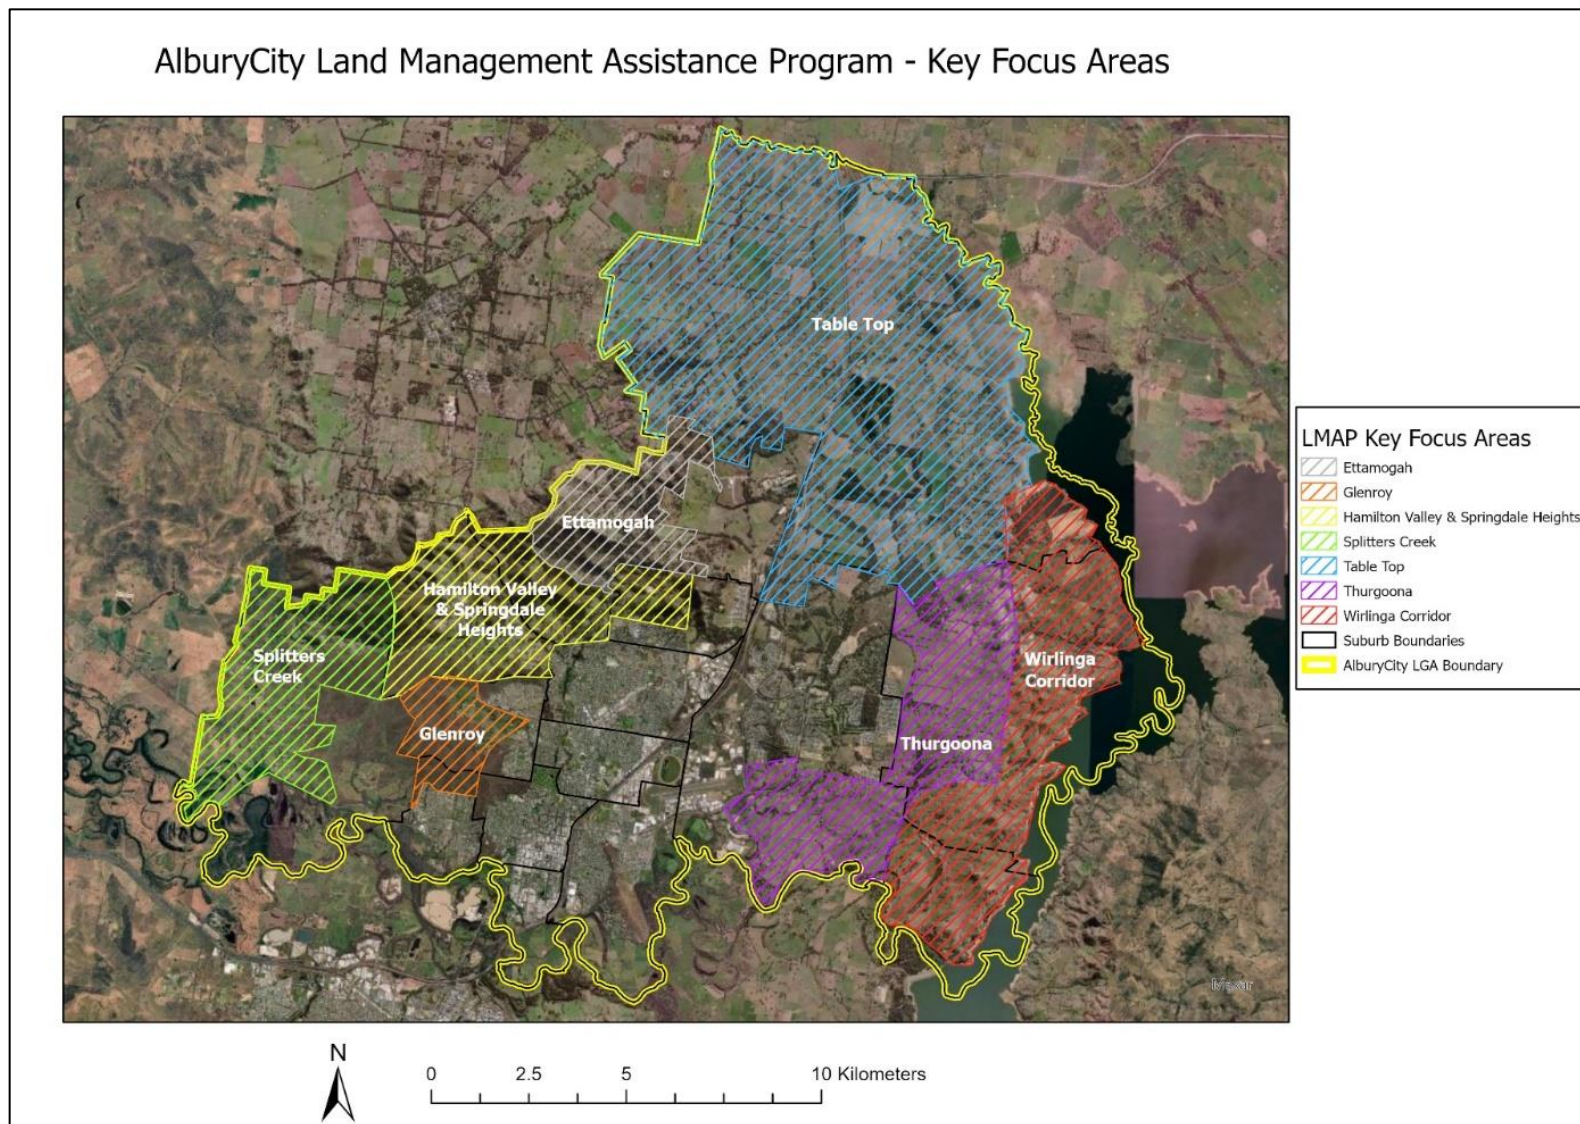 AlburyCity Land Management Assistance Program - Key Focus Areas
Table Top
Ettamogah
Hamilton Valley
& Springdale
Heights
Splitters
Creek
Wirlinga
Corridor
Glenroy
Thurgoona
Maxar
LMAP Key Focus Areas
Ettamogah
Glenroy
Hamilton Valley & Springdale Heights
Splitters Creek
Table Top
Thurgoona
Wirlinga Corridor
Suburb Boundaries
AlburyCity LGA Boundary
N
0 2.5 5 10 Kilometers